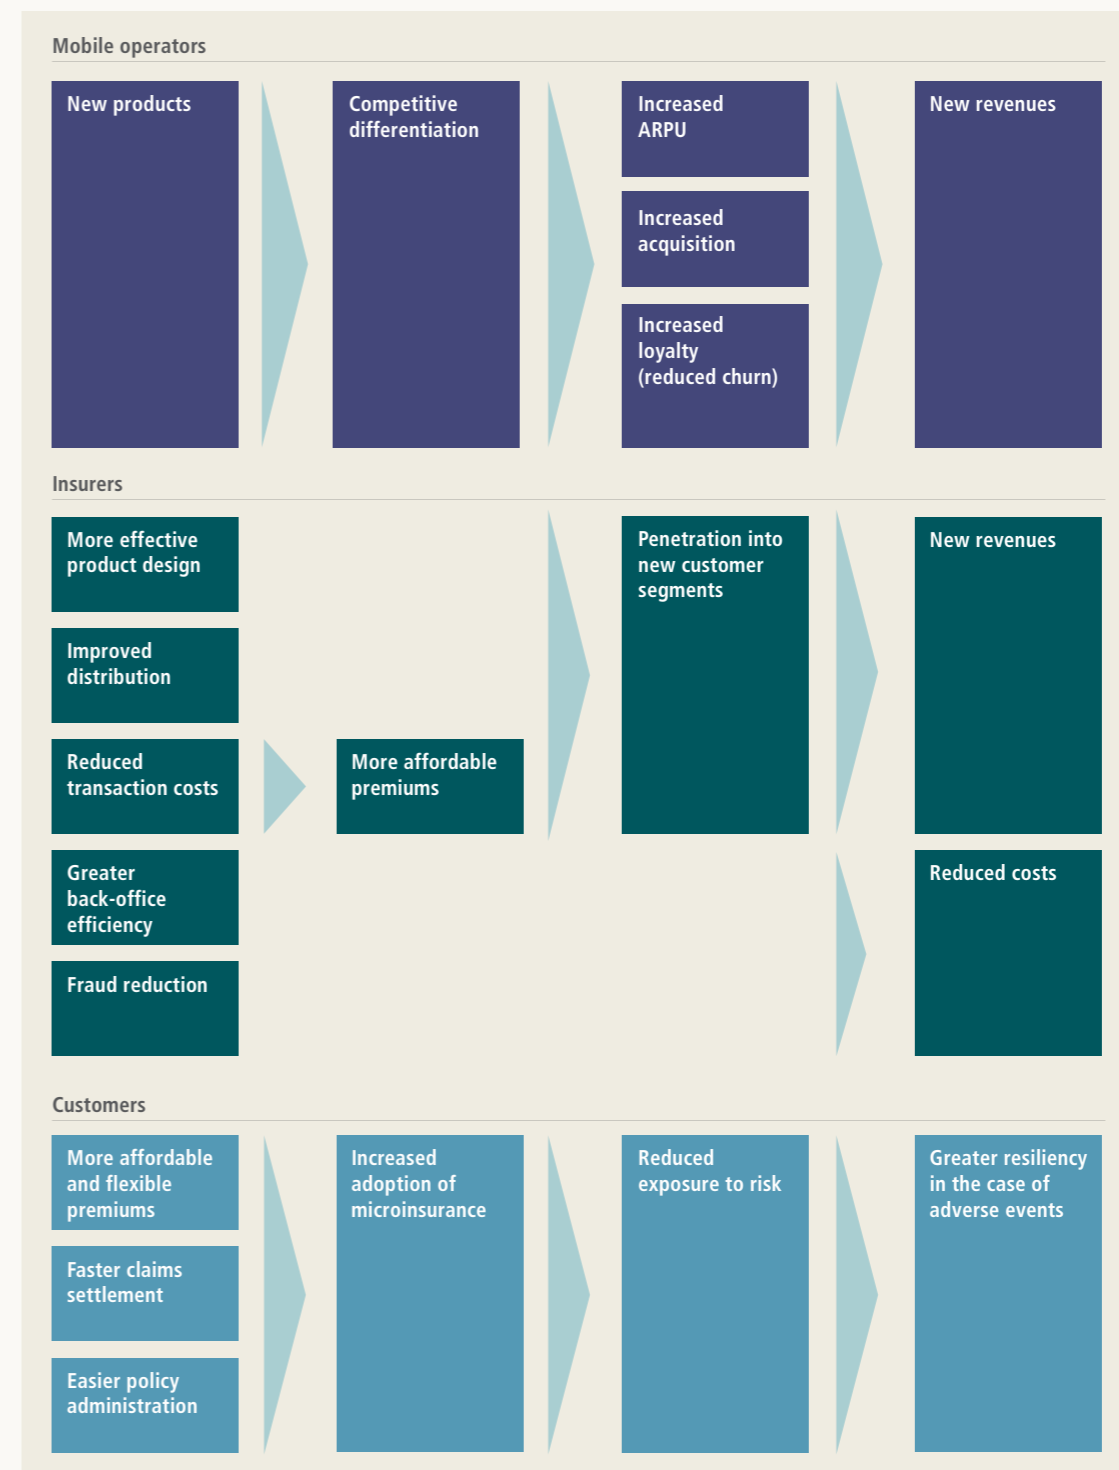 Mobile operators
New products
Competitive
differentiation
Increased
ARPU
Increased
acquisition
Increased
loyalty
(reduced churn)
New revenues
Insurers
More effective
product design
Improved
distribution
Reduced
transaction costs
Greater
back-office
efficiency
Fraud reduction
More affordable
premiums
Penetration into
new customer
segments
New revenues
Reduced costs
Customers
More affordable
and flexible
premiums
Faster claims
settlement
Easier policy
administration
Increased
adoption of
microinsurance
Reduced
exposure to risk
Greater resiliency
in the case of
adverse events